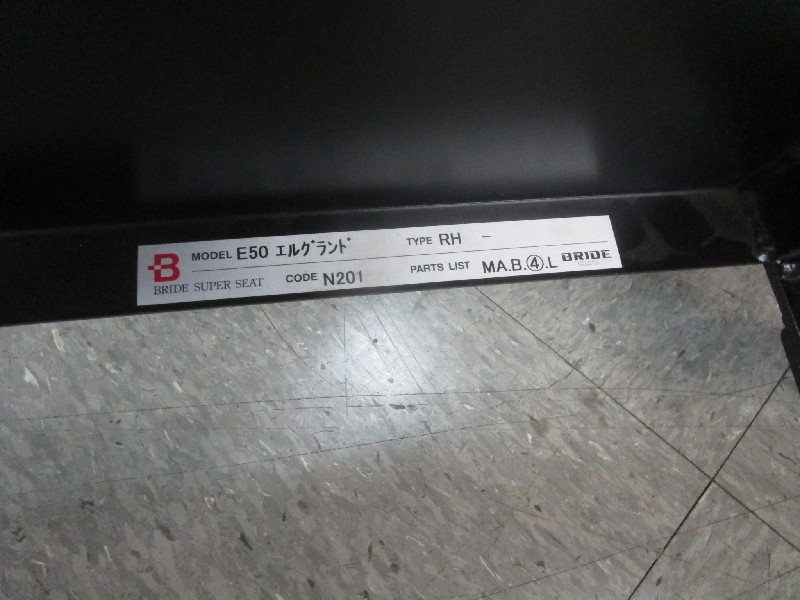 B MODEL E50 ｴﾙｸﾞﾗﾝﾄﾞ TYPE RH -
BRIDE SUPER SEAT CODE N201 PARTS LIST MA.B.④.L BRIDE